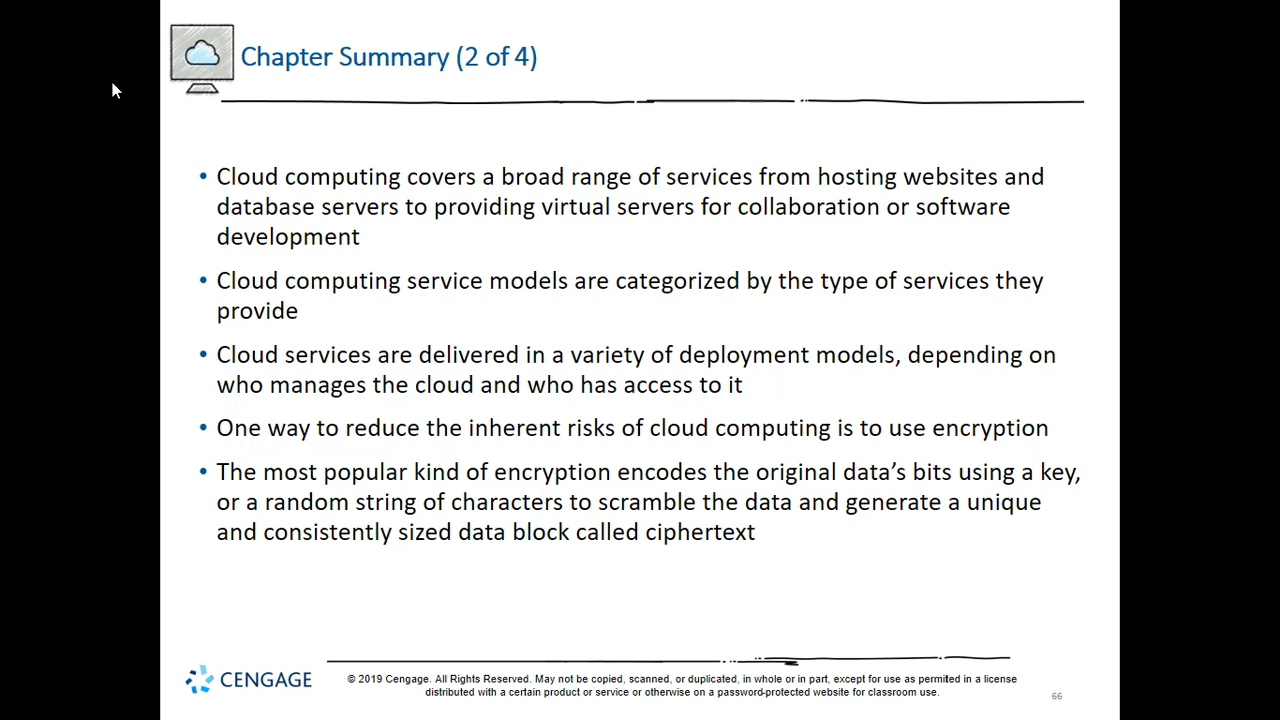 Chapter Summary (2 of 4)
• Cloud computing covers a broad range of services from hosting websites and
database servers to providing virtual servers for collaboration or software
development
• Cloud computing service models are categorized by the type of services they
provide
• Cloud services are delivered in a variety of deployment models, depending on
who manages the cloud and who has access to it
• One way to reduce the inherent risks of cloud computing is to use encryption
• The most popular kind of encryption encodes the original data’s bits using a key,
or a random string of characters to scramble the data and generate a unique
and consistently sized data block called ciphertext
CENGAGE
© 2019 Cengage. All Rights Reserved. May not be copied, scanned, or duplicated, in whole or in part, except for use as permitted in a license
distributed with a certain product or service or otherwise on a password-protected website for classroom use.
66